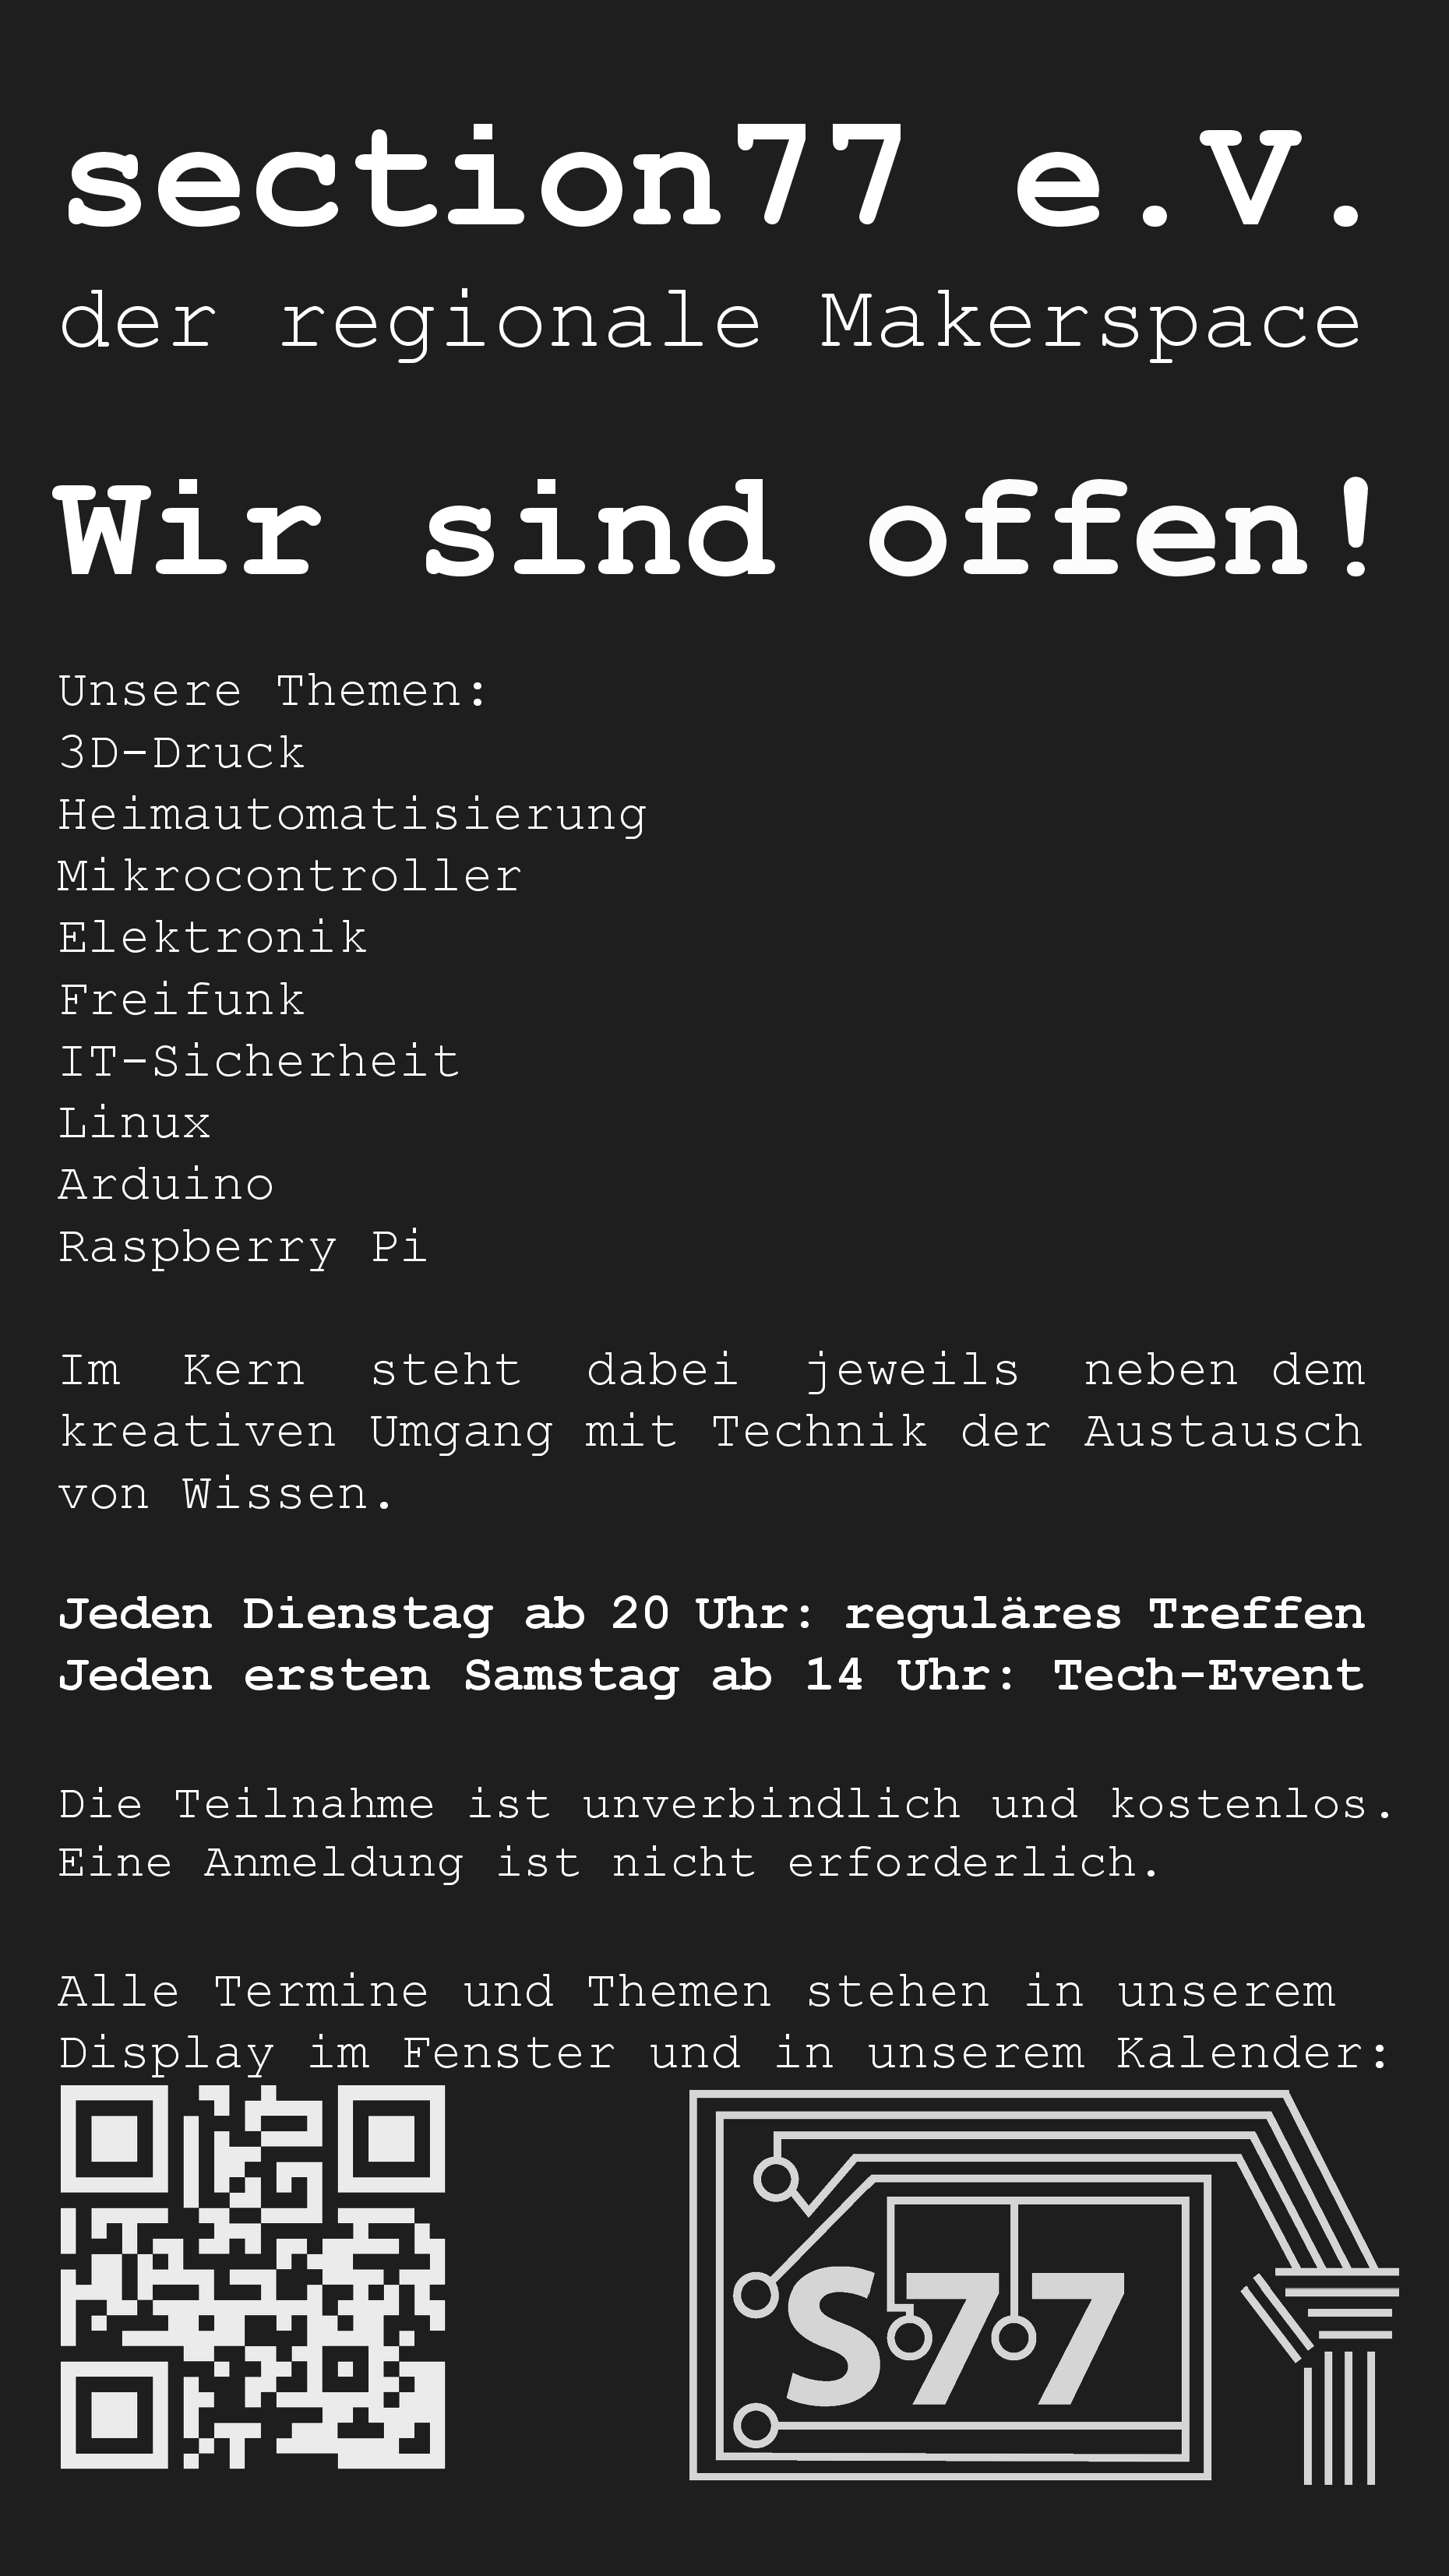 section77 e.V.
der regionale Makerspace
Wir sind offen!
Unsere Themen:
3D-Druck
Heimautomatisierung
Mikrocontroller
Elektronik
Freifunk
IT-Sicherheit
Linux
Arduino
Raspberry Pi
Im Kern steht dabei jeweils neben dem
kreativen Umgang mit Technik der Austausch
von Wissen.
Jeden Dienstag ab 20 Uhr: reguläres Treffen
Jeden ersten Samstag ab 14 Uhr: Tech-Event
Die Teilnahme ist unverbindlich und kostenlos.
Eine Anmeldung ist nicht erforderlich.
Alle Termine und Themen stehen in unserem
Display im Fenster und in unserem Kalender:
S77